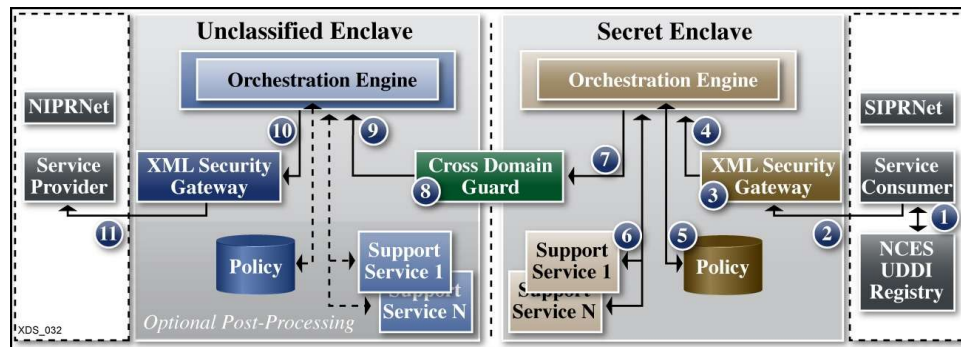 Unclassified Enclave
Secret Enclave
Orchestration Engine
Orchestration Engine
NIPRNet
SIPRNet
10
9
4
7
Service
Provider
XML Security
Gateway
Cross Domain
Guard
8
XML Security
Gateway
3
Service
Consumer
1
11
2
6
5
Policy
Support
Service 1
Support
Service N
Support
Service 1
Support
Service N
Policy
NCES
UDDI
Registry
Optional Post-Processing
XDS_032